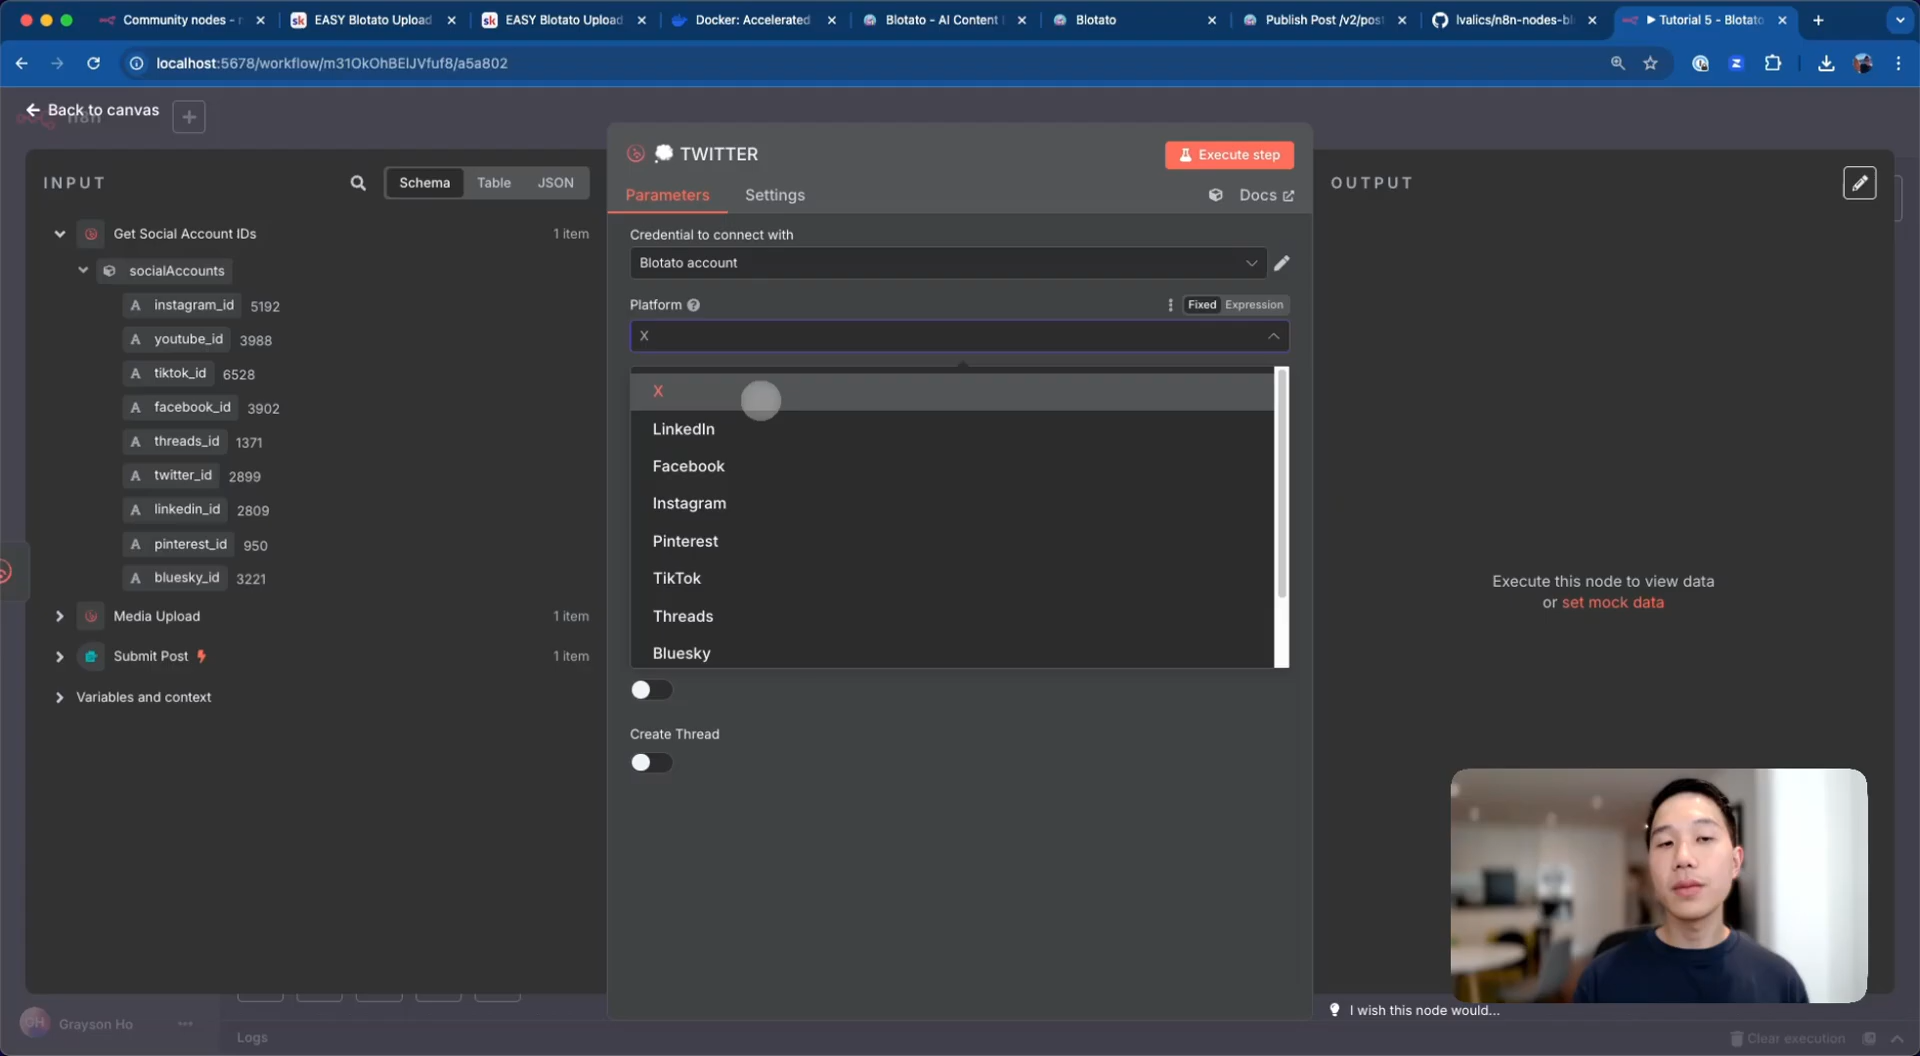 Community nodes - n
EASY Blotato Upload
EASY Blotato Upload
Docker: Accelerated
Blotato - AI Content
Blotato
Publish Post /v2/post
lvalics/n8n-nodes-bl
Tutorial 5 - Blotato
localhost:5678/workflow/m31OkOhBElJVfuf8/a5a802
Back to canvas
n8n
INPUT
Schema
Table
JSON
Get Social Account IDs
1 item
socialAccounts
A instagram_id 5192
A youtube_id 3988
A tiktok_id 6528
A facebook_id 3902
A threads_id 1371
A twitter_id 2899
A linkedin_id 2809
A pinterest_id 950
A bluesky_id 3221
Media Upload
1 item
Submit Post
1 item
Variables and context
TWITTER
Execute step
Parameters
Settings
Docs
Credential to connect with
Blotato account
Platform
Fixed
Expression
X
X
LinkedIn
Facebook
Instagram
Pinterest
TikTok
Threads
Bluesky
Create Thread
OUTPUT
Execute this node to view data
or set mock data
I wish this node would...
GH
Grayson Ho
Logs
Clear execution